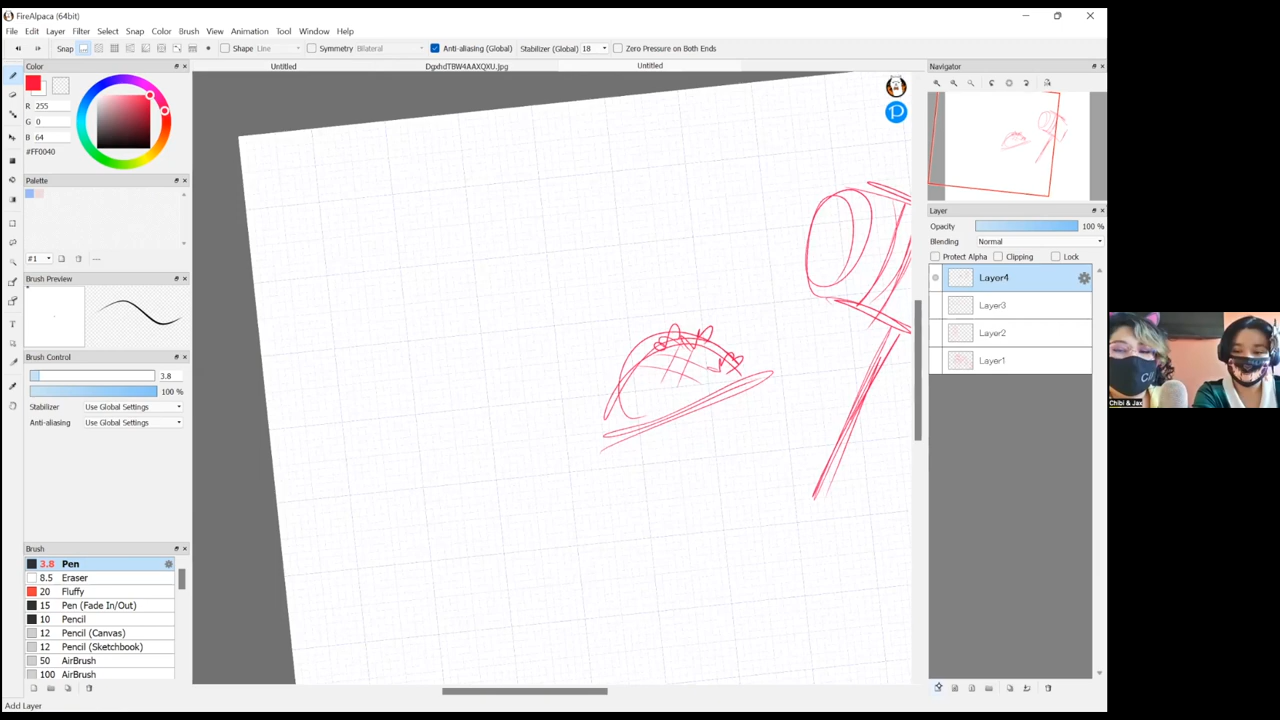 FireAlpaca (64bit)
File Edit Layer Filter Select Snap Color Brush View Animation Tool Window Help
Snap Shape Line Symmetry Bilateral Anti-aliasing (Global) Stabilizer (Global) 18 Zero Pressure on Both Ends
Color
Untitled DgxhdTBW4AAXQXU.jpg Untitled
Navigator
R 255
G 0
B 64
#FF0040
Palette
#1 ---
Layer
Opacity 100 %
Blending Normal
Protect Alpha Clipping Lock
Layer4
Layer3
Layer2
Layer1
Brush Preview
Brush Control
3.8
100 %
Stabilizer Use Global Settings
Anti-aliasing Use Global Settings
Brush
3.8 Pen
8.5 Eraser
20 Fluffy
15 Pen (Fade In/Out)
10 Pencil
12 Pencil (Canvas)
12 Pencil (Sketchbook)
50 AirBrush
100 AirBrush
Add Layer
Chibi & Jax